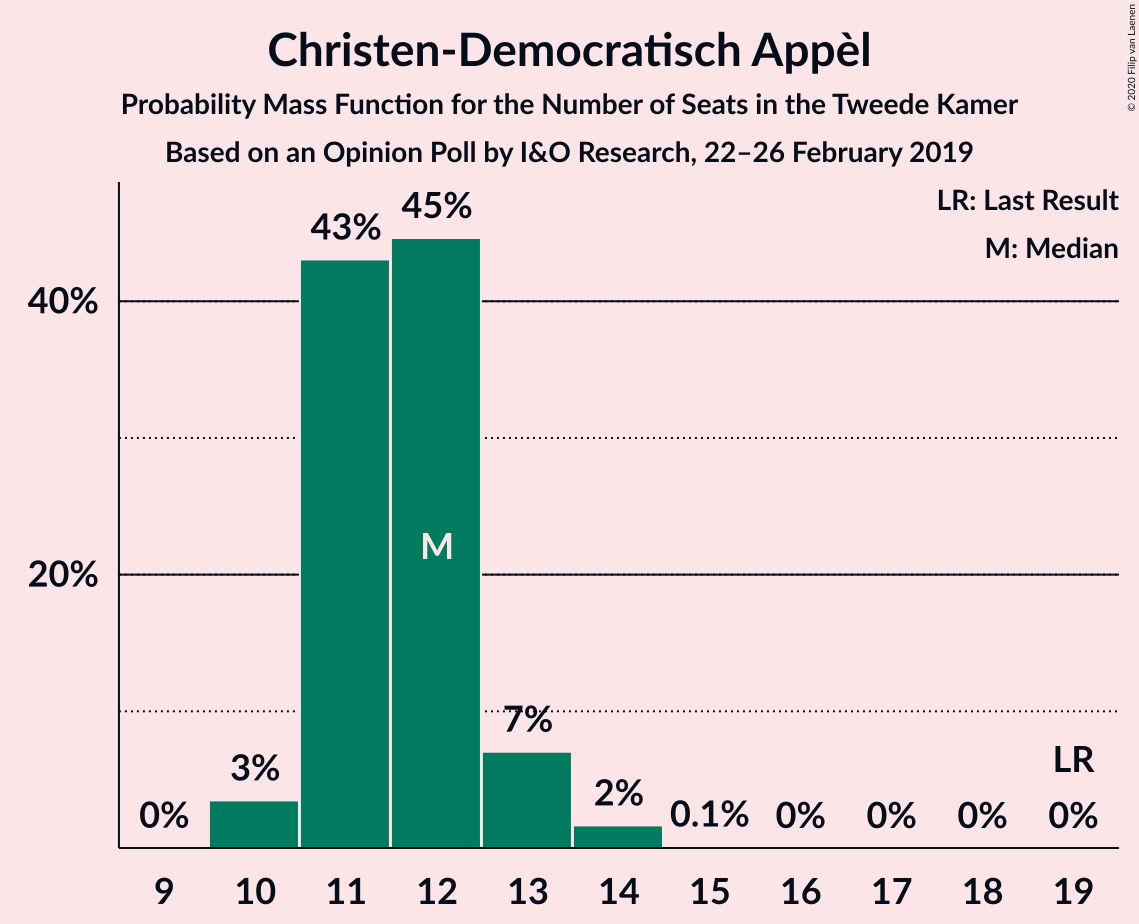 Christen-Democratisch Appèl
Probability Mass Function for the Number of Seats in the Tweede Kamer
Based on an Opinion Poll by I&O Research, 22–26 February 2019
© 2020 Filip van Laenen
LR: Last Result
M: Median
45%
43%
40%
M
20%
7%
LR
3%
2%
0%
0.1%
0%
0%
0%
0%
9 10 11 12 13 14 15 16 17 18 19